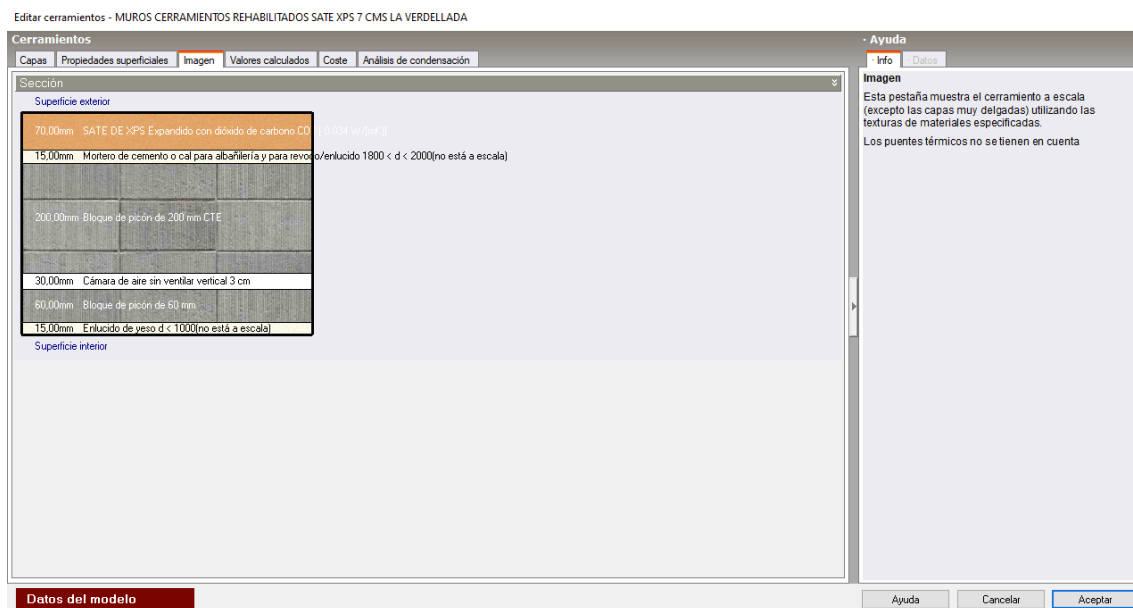 Editar cerramientos - MUROS CERRAMIENTOS REHABILITADOS SATE XPS 7 CMS LA VERDELLADA
Cerramientos
Capas Propiedades superficiales Imagen Valores calculados Coste Análisis de condensación
Sección
Superficie exterior
70,00mm SATE DE XPS Expandido con dióxido de carbono CO [ 0.034 W/[mK]]
15,00mm Mortero de cemento o cal para albañilería y para revoco/enlucido 1800 < d < 2000(no está a escala)
200,00mm Bloque de picón de 200 mm CTE
30,00mm Cámara de aire sin ventilar vertical 3 cm
60,00mm Bloque de picón de 60 mm
15,00mm Enlucido de yeso d < 1000(no está a escala)
Superficie interior
· Ayuda
· Info Datos
Imagen
Esta pestaña muestra el cerramiento a escala
(excepto las capas muy delgadas) utilizando las
texturas de materiales especificadas.
Los puentes térmicos no se tienen en cuenta
Datos del modelo
Ayuda Cancelar Aceptar